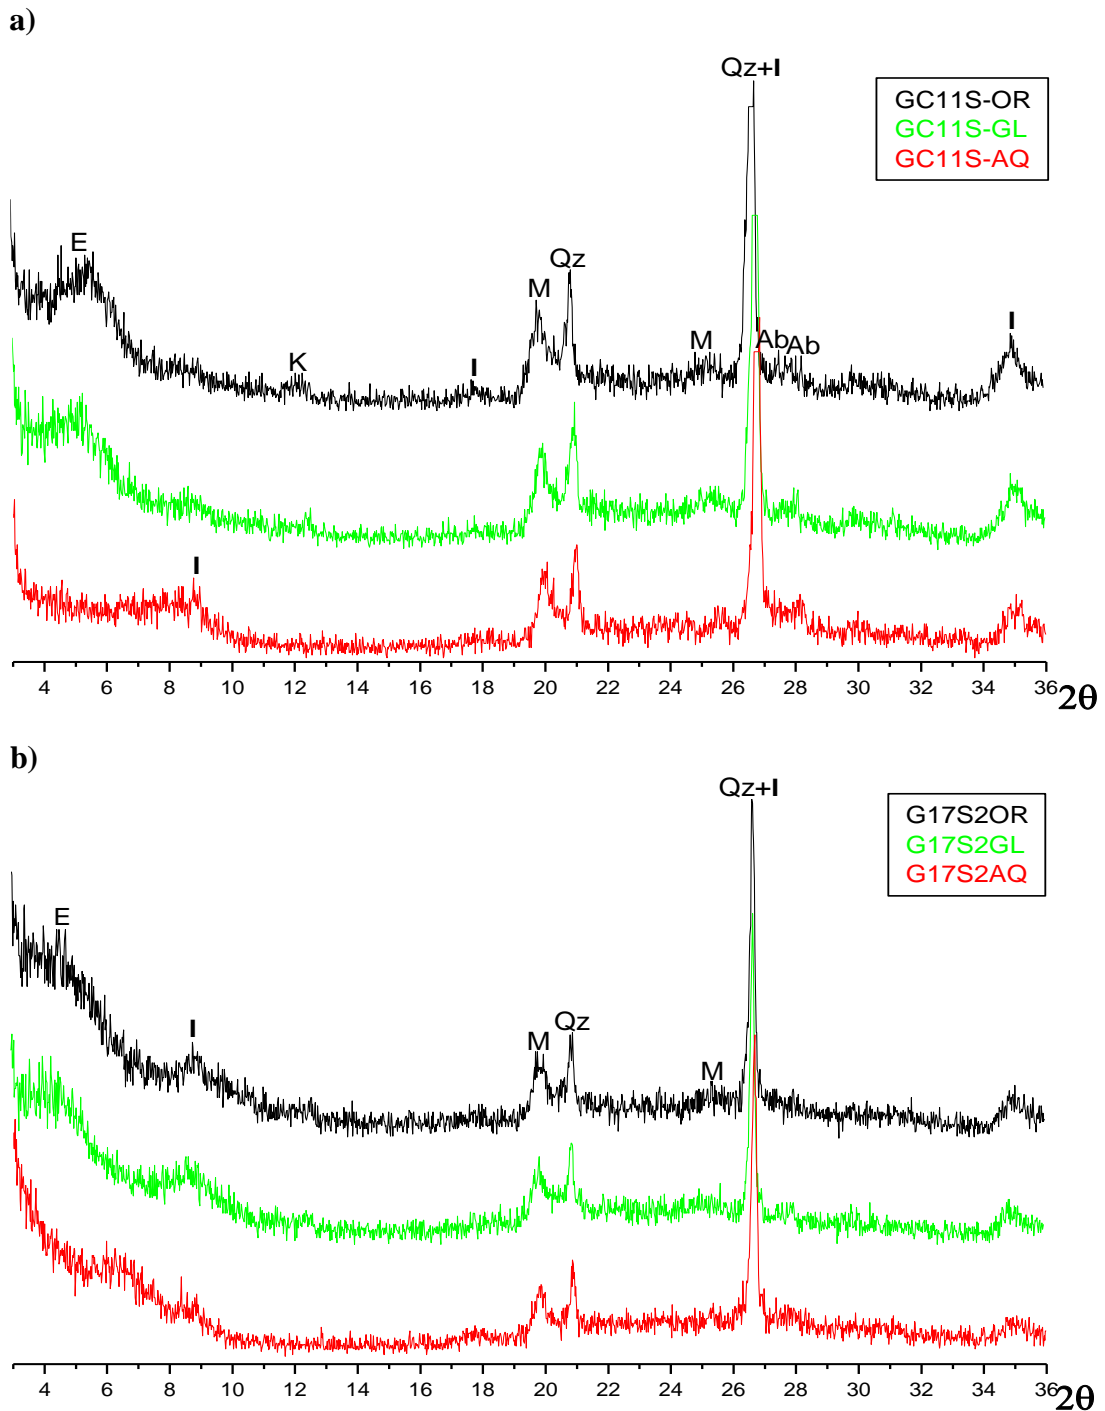 a)
Qz+I
GC11S-OR
GC11S-GL
GC11S-AQ
E
Qz
M
I
M
Ab
Ab
K
I
I
4 6 8 10 12 14 16 18 20 22 24 26 28 30 32 34 36
2θ
b)
Qz+I
G17S2OR
G17S2GL
G17S2AQ
E
I
M
Qz
M
4 6 8 10 12 14 16 18 20 22 24 26 28 30 32 34 36
2θ